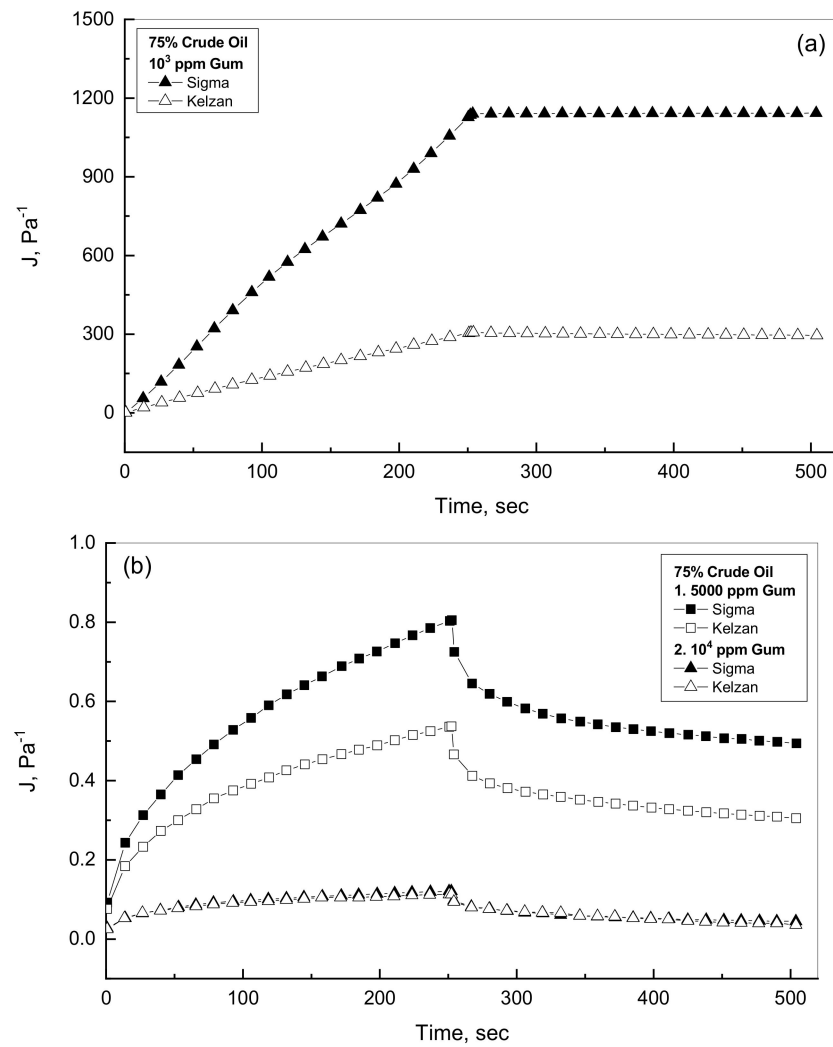 (a)
75% Crude Oil
10³ ppm Gum
Sigma
Kelzan
1500
1200
900
600
300
0
J, Pa⁻¹
0 100 200 300 400 500
Time, sec
(b)
75% Crude Oil
1. 5000 ppm Gum
Sigma
Kelzan
2. 10⁴ ppm Gum
Sigma
Kelzan
1.0
0.8
0.6
0.4
0.2
0.0
J, Pa⁻¹
0 100 200 300 400 500
Time, sec